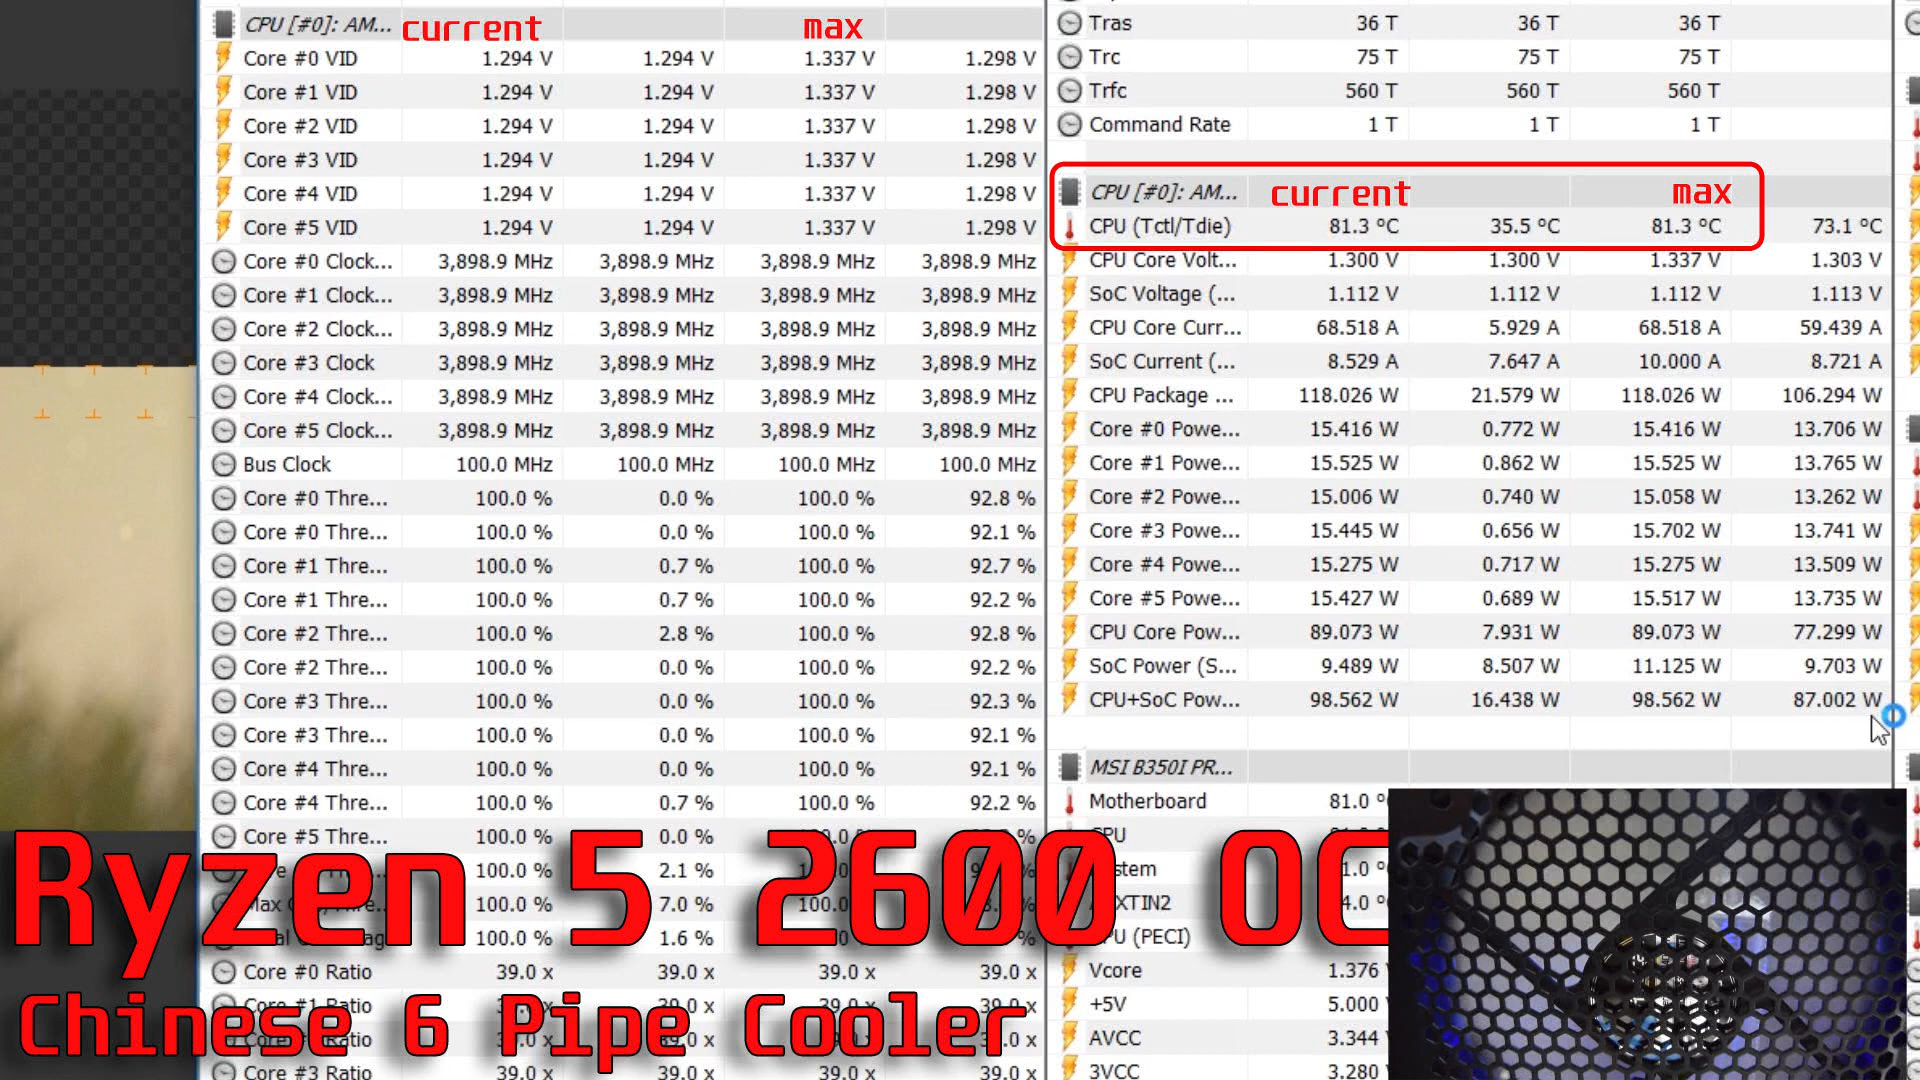 CPU [#0]: AM... current max
Core #0 VID 1.294 V 1.294 V 1.337 V 1.298 V
Core #1 VID 1.294 V 1.294 V 1.337 V 1.298 V
Core #2 VID 1.294 V 1.294 V 1.337 V 1.298 V
Core #3 VID 1.294 V 1.294 V 1.337 V 1.298 V
Core #4 VID 1.294 V 1.294 V 1.337 V 1.298 V
Core #5 VID 1.294 V 1.294 V 1.337 V 1.298 V
Core #0 Clock... 3,898.9 MHz 3,898.9 MHz 3,898.9 MHz 3,898.9 MHz
Core #1 Clock... 3,898.9 MHz 3,898.9 MHz 3,898.9 MHz 3,898.9 MHz
Core #2 Clock... 3,898.9 MHz 3,898.9 MHz 3,898.9 MHz 3,898.9 MHz
Core #3 Clock 3,898.9 MHz 3,898.9 MHz 3,898.9 MHz 3,898.9 MHz
Core #4 Clock... 3,898.9 MHz 3,898.9 MHz 3,898.9 MHz 3,898.9 MHz
Core #5 Clock... 3,898.9 MHz 3,898.9 MHz 3,898.9 MHz 3,898.9 MHz
Bus Clock 100.0 MHz 100.0 MHz 100.0 MHz 100.0 MHz
Core #0 Thre... 100.0 % 0.0 % 100.0 % 92.8 %
Core #0 Thre... 100.0 % 0.0 % 100.0 % 92.1 %
Core #1 Thre... 100.0 % 0.7 % 100.0 % 92.7 %
Core #1 Thre... 100.0 % 0.7 % 100.0 % 92.2 %
Core #2 Thre... 100.0 % 2.8 % 100.0 % 92.8 %
Core #2 Thre... 100.0 % 0.0 % 100.0 % 92.2 %
Core #3 Thre... 100.0 % 0.0 % 100.0 % 92.3 %
Core #3 Thre... 100.0 % 0.0 % 100.0 % 92.1 %
Core #4 Thre... 100.0 % 0.0 % 100.0 % 92.1 %
Core #4 Thre... 100.0 % 0.7 % 100.0 % 92.2 %
Core #5 Thre... 100.0 % 0.0
100.0 % 2.1 %
100.0 % 7.0 %
100.0 % 1.6 %
Core #0 Ratio 39.0 x 39.0 x 39.0 x 39.0 x
Core #3 Ratio 39.0 x 39.0 x 39.0 x 39.0 x
Tras 36 T 36 T 36 T
Trc 75 T 75 T 75 T
Trfc 560 T 560 T 560 T
Command Rate 1 T 1 T 1 T
CPU [#0]: AM... current max
CPU (Tctl/Tdie) 81.3 ºC 35.5 ºC 81.3 ºC 73.1 ºC
CPU Core Volt... 1.300 V 1.300 V 1.337 V 1.303 V
SoC Voltage (... 1.112 V 1.112 V 1.112 V 1.113 V
CPU Core Curr... 68.518 A 5.929 A 68.518 A 59.439 A
SoC Current (... 8.529 A 7.647 A 10.000 A 8.721 A
CPU Package ... 118.026 W 21.579 W 118.026 W 106.294 W
Core #0 Powe... 15.416 W 0.772 W 15.416 W 13.706 W
Core #1 Powe... 15.525 W 0.862 W 15.525 W 13.765 W
Core #2 Powe... 15.006 W 0.740 W 15.058 W 13.262 W
Core #3 Powe... 15.445 W 0.656 W 15.702 W 13.741 W
Core #4 Powe... 15.275 W 0.717 W 15.275 W 13.509 W
Core #5 Powe... 15.427 W 0.689 W 15.517 W 13.735 W
CPU Core Pow... 89.073 W 7.931 W 89.073 W 77.299 W
SoC Power (S... 9.489 W 8.507 W 11.125 W 9.703 W
CPU+SoC Pow... 98.562 W 16.438 W 98.562 W 87.002 W
MSI B350I PR...
Motherboard 81.0 º
(PECI)
Vcore 1.376
+5V 5.000
AVCC 3.344
3VCC 3.280
Ryzen 5 2600 OC
Chinese 6 Pipe Cooler